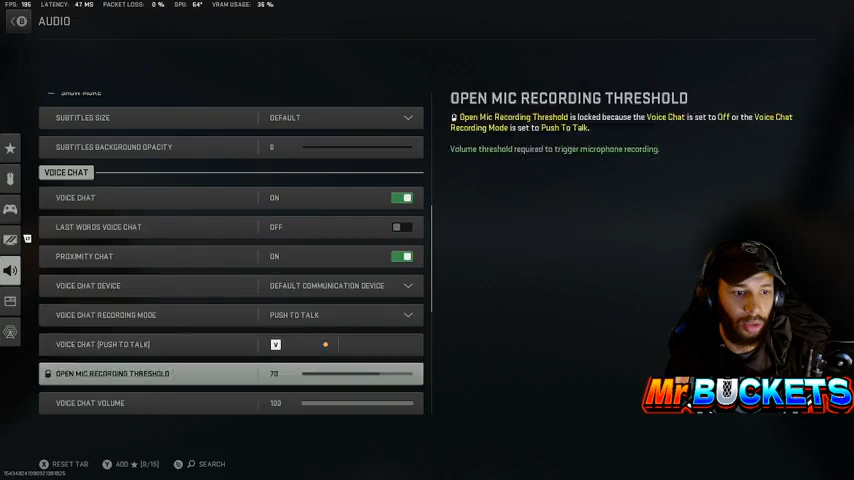 FPS: 195 LATENCY: 47 MS PACKET LOSS: 0 % GPU: 64° VRAM USAGE: 36 %
AUDIO
SHOW MORE
SUBTITLES SIZE DEFAULT
SUBTITLES BACKGROUND OPACITY 0
VOICE CHAT
VOICE CHAT ON
LAST WORDS VOICE CHAT OFF
PROXIMITY CHAT ON
VOICE CHAT DEVICE DEFAULT COMMUNICATION DEVICE
VOICE CHAT RECORDING MODE PUSH TO TALK
VOICE CHAT (PUSH TO TALK) V
OPEN MIC RECORDING THRESHOLD 70
VOICE CHAT VOLUME 100
OPEN MIC RECORDING THRESHOLD
Open Mic Recording Threshold is locked because the Voice Chat is set to Off or the Voice Chat
Recording Mode is set to Push To Talk.
Volume threshold required to trigger microphone recording.
Mr BUCKETS
X RESET TAB Y ADD ★ [8/15] SEARCH